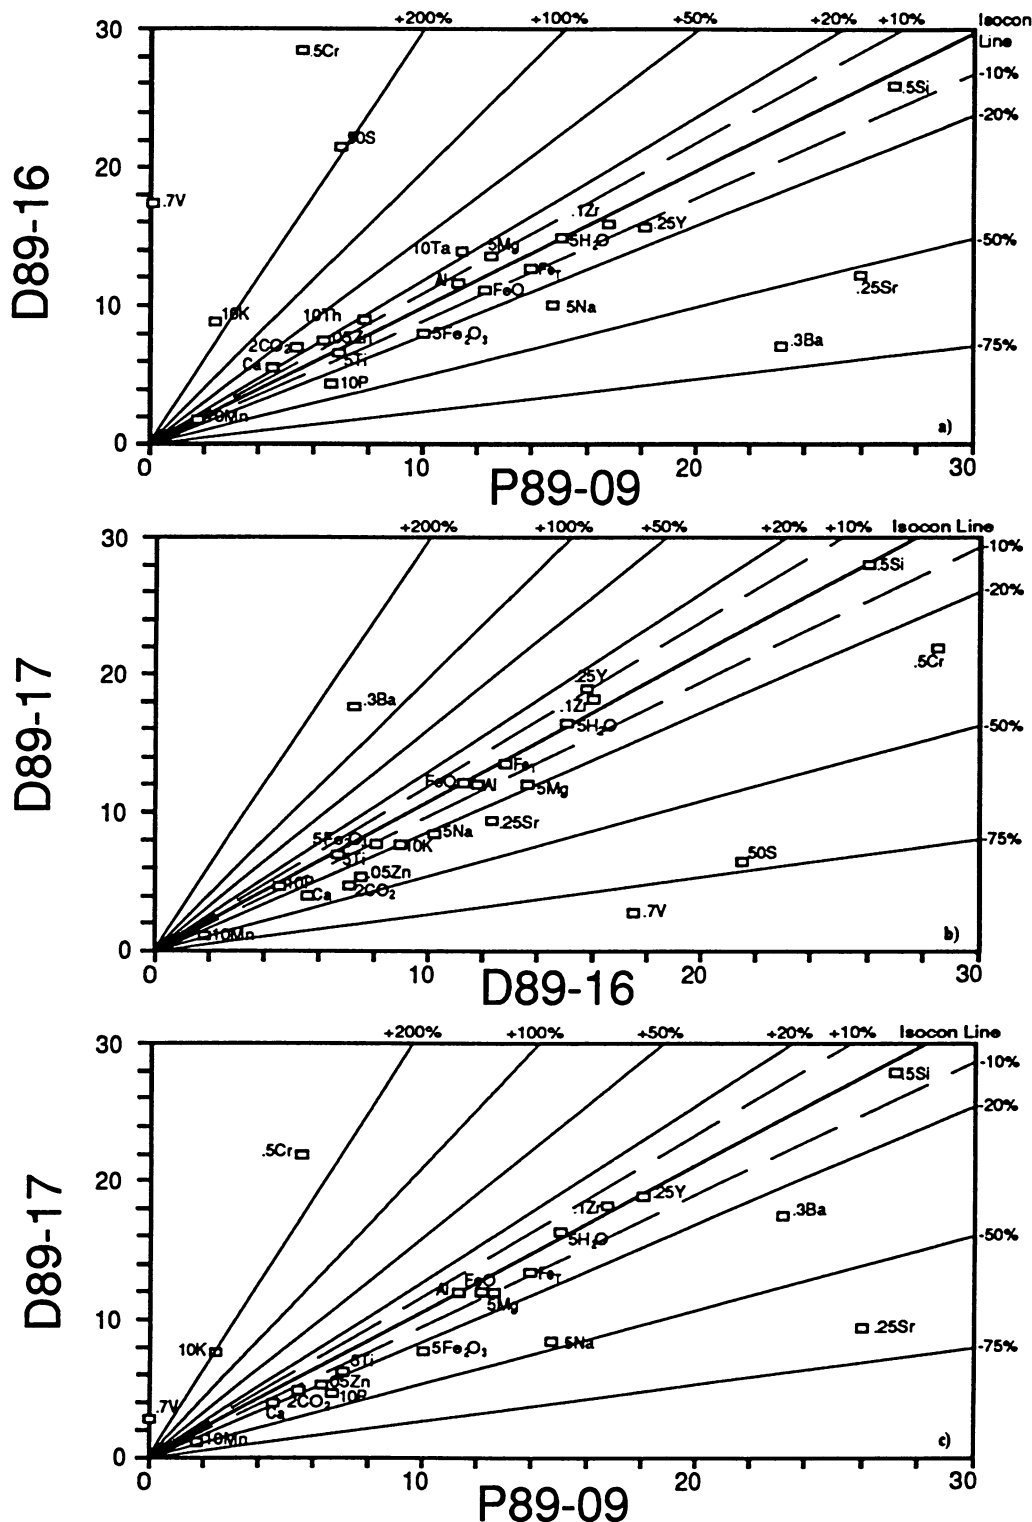 +200% +100% +50% +20% +10% Isocon Line
30
.5Cr
-10%
.5Si
-20%
50S
20
.7V
.1Zr
.25Y
5H2O
10Ta
5Mg
-50%
FeT
Al
FeO
.25Sr
10
10K
10Th
5Na
.05Zn
5Fe2O3
2CO2
.3Ba
-75%
5Ti
Ca
10P
10Mn
a)
0
0 10 20 30
D89-16
P89-09
+200% +100% +50% +20% +10% Isocon Line
30
-10%
.5Si
-20%
.5Cr
20
.25Y
.3Ba
.1Zr
5H2O
-50%
FeT
FeO
Al
5Mg
10
5Na
.25Sr
5Fe2O3
10K
-75%
5Ti
50S
.05Zn
10P
2CO2
Ca
.7V
10Mn
b)
0
0 10 20 30
D89-17
D89-16
+200% +100% +50% +20% +10% Isocon Line
30
-10%
.5Si
-20%
.5Cr
20
.25Y
.1Zr
.3Ba
5H2O
-50%
FeT
Al
FeO
5Mg
10
.25Sr
5Na
10K
5Fe2O3
-75%
5Ti
.05Zn
10P
2CO2
Ca
.7V
10Mn
c)
0
0 10 20 30
D89-17
P89-09